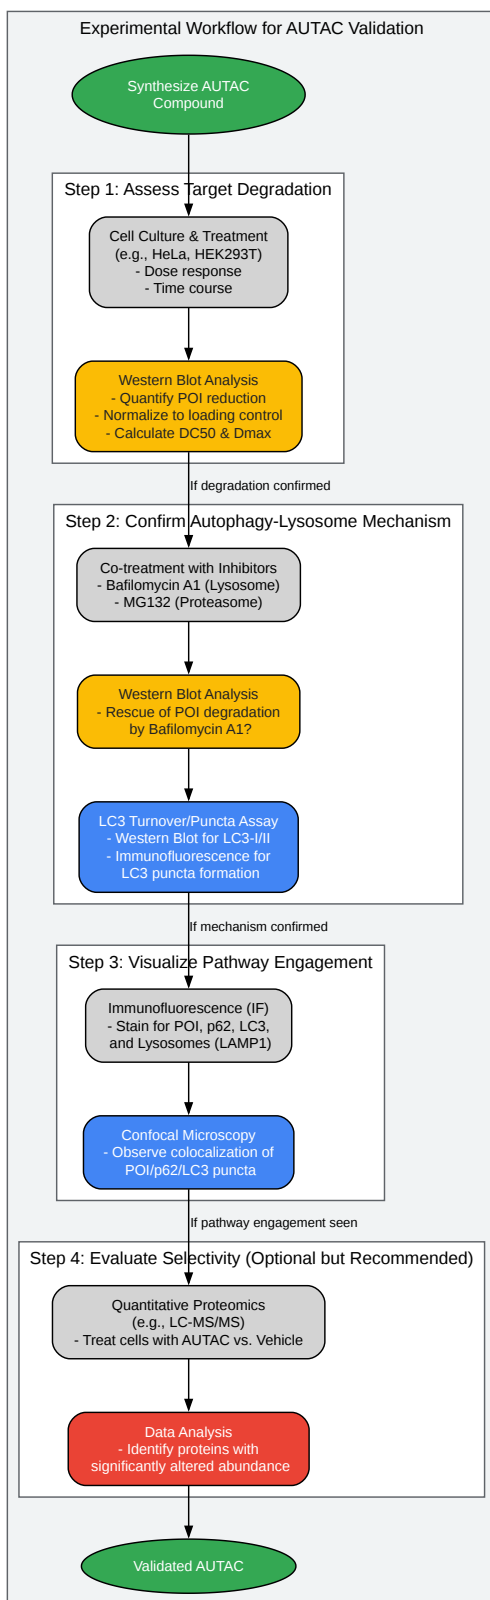 Experimental Workflow for AUTAC Validation
Synthesize AUTAC
Compound
Step 1: Assess Target Degradation
Cell Culture & Treatment
(e.g., HeLa, HEK293T)
- Dose response
- Time course
Western Blot Analysis
- Quantify POI reduction
- Normalize to loading control
- Calculate DC50 & Dmax
If degradation confirmed
Step 2: Confirm Autophagy-Lysosome Mechanism
Co-treatment with Inhibitors
- Bafilomycin A1 (Lysosome)
- MG132 (Proteasome)
Western Blot Analysis
- Rescue of POI degradation
by Bafilomycin A1?
LC3 Turnover/Puncta Assay
- Western Blot for LC3-I/II
- Immunofluorescence for
LC3 puncta formation
If mechanism confirmed
Step 3: Visualize Pathway Engagement
Immunofluorescence (IF)
- Stain for POI, p62, LC3,
and Lysosomes (LAMP1)
Confocal Microscopy
- Observe colocalization of
POI/p62/LC3 puncta
If pathway engagement seen
Step 4: Evaluate Selectivity (Optional but Recommended)
Quantitative Proteomics
(e.g., LC-MS/MS)
- Treat cells with AUTAC vs. Vehicle
Data Analysis
- Identify proteins with
significantly altered abundance
Validated AUTAC